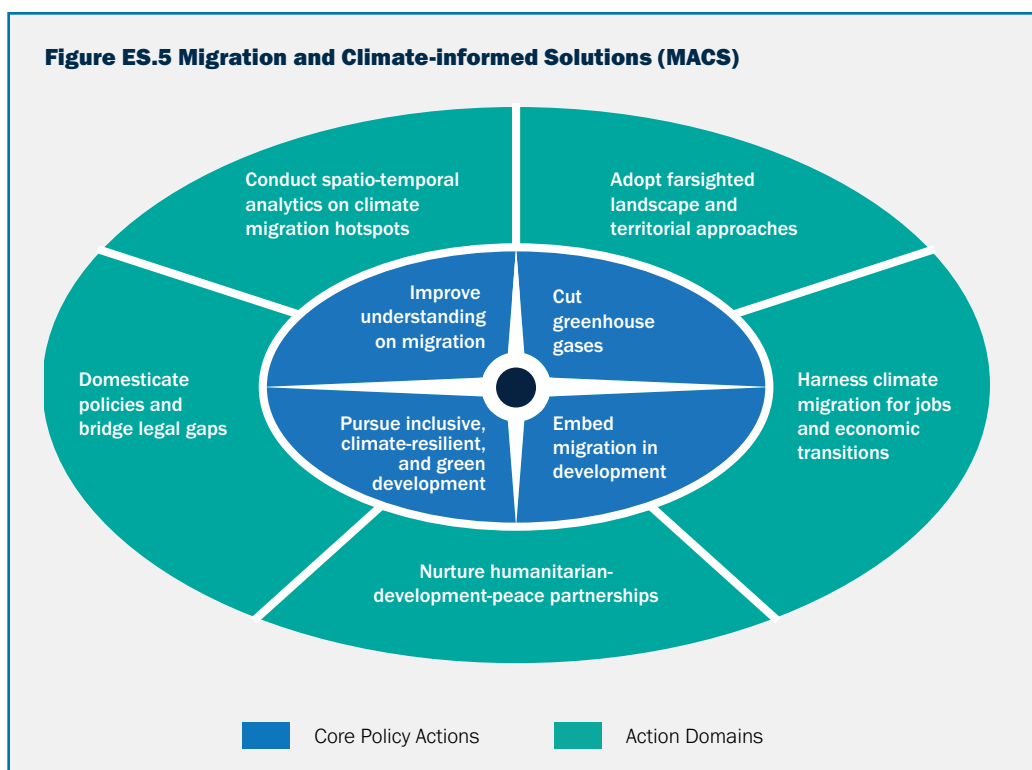 Figure ES.5 Migration and Climate-informed Solutions (MACS)
Conduct spatio-temporal
analytics on climate
migration hotspots
Adopt farsighted
landscape and
territorial approaches
Improve
understanding
on migration
Cut
greenhouse
gases
Domesticate
policies and
bridge legal gaps
Harness climate
migration for jobs
and economic
transitions
Pursue inclusive,
climate-resilient,
and green
development
Embed
migration in
development
Nurture humanitarian-
development-peace partnerships
Core Policy Actions
Action Domains